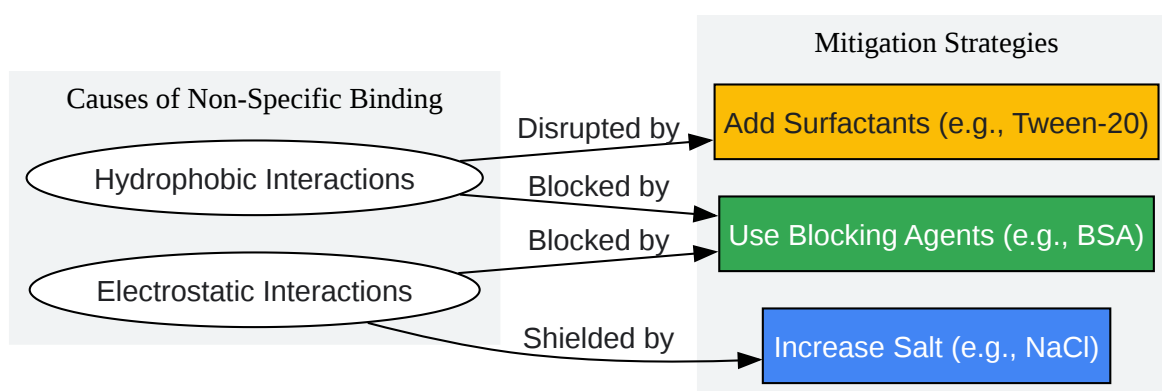 Mitigation Strategies
Causes of Non-Specific Binding
Add Surfactants (e.g., Tween-20)
Disrupted by
Hydrophobic Interactions
Blocked by
Use Blocking Agents (e.g., BSA)
Blocked by
Electrostatic Interactions
Shielded by
Increase Salt (e.g., NaCl)